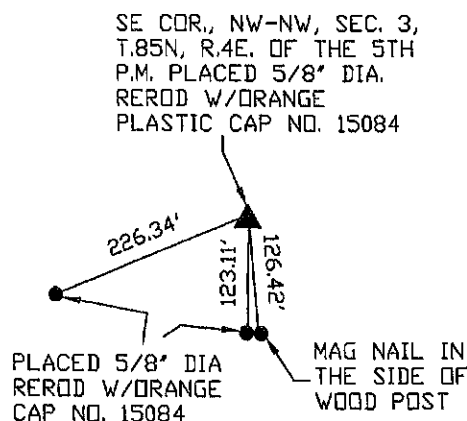 SE COR., NW-NW, SEC. 3,
T.85N, R.4E. OF THE 5TH
P.M. PLACED 5/8" DIA.
REROD W/ORANGE
PLASTIC CAP NO. 15084
226.34'
123.11'
126.42'
PLACED 5/8" DIA
REROD W/ORANGE
CAP NO. 15084
MAG NAIL IN
THE SIDE OF
WOOD POST